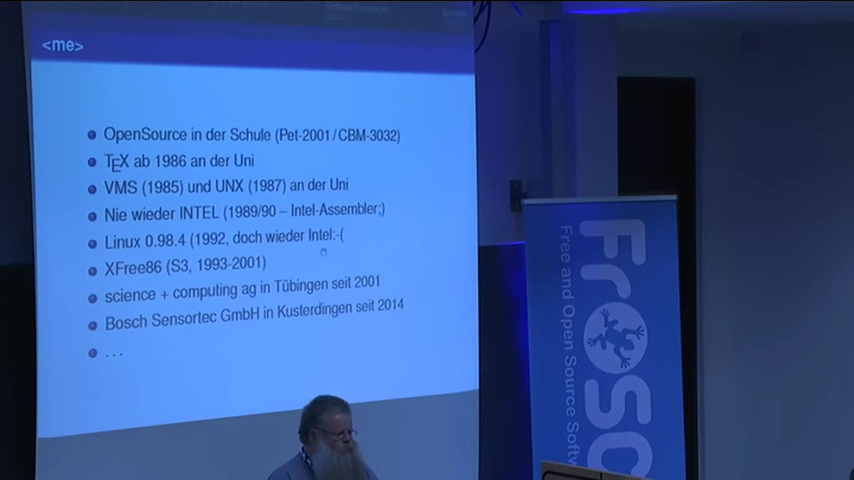 <me>
OpenSource in der Schule (Pet-2001/CBM-3032)
TEX ab 1986 an der Uni
VMS (1985) und UNX (1987) an der Uni
Nie wieder INTEL (1989/90 – Intel-Assembler;)
Linux 0.98.4 (1992, doch wieder Intel:-(
XFree86 (S3, 1993-2001)
science + computing ag in Tübingen seit 2001
Bosch Sensortec GmbH in Kusterdingen seit 2014
...
FrOSC
Free and Open Source Softw